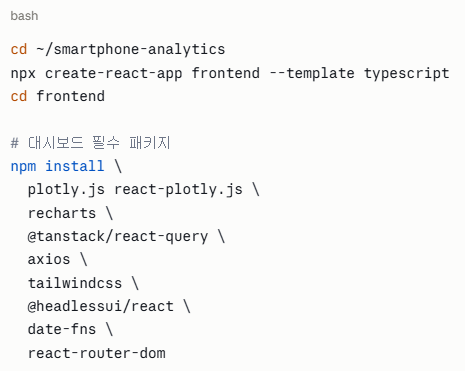 bash
cd ~/smartphone-analytics
npx create-react-app frontend --template typescript
cd frontend
# 대시보드 필수 패키지
npm install \
plotly.js react-plotly.js \
recharts \
@tanstack/react-query \
axios \
tailwindcss \
@headlessui/react \
date-fns \
react-router-dom